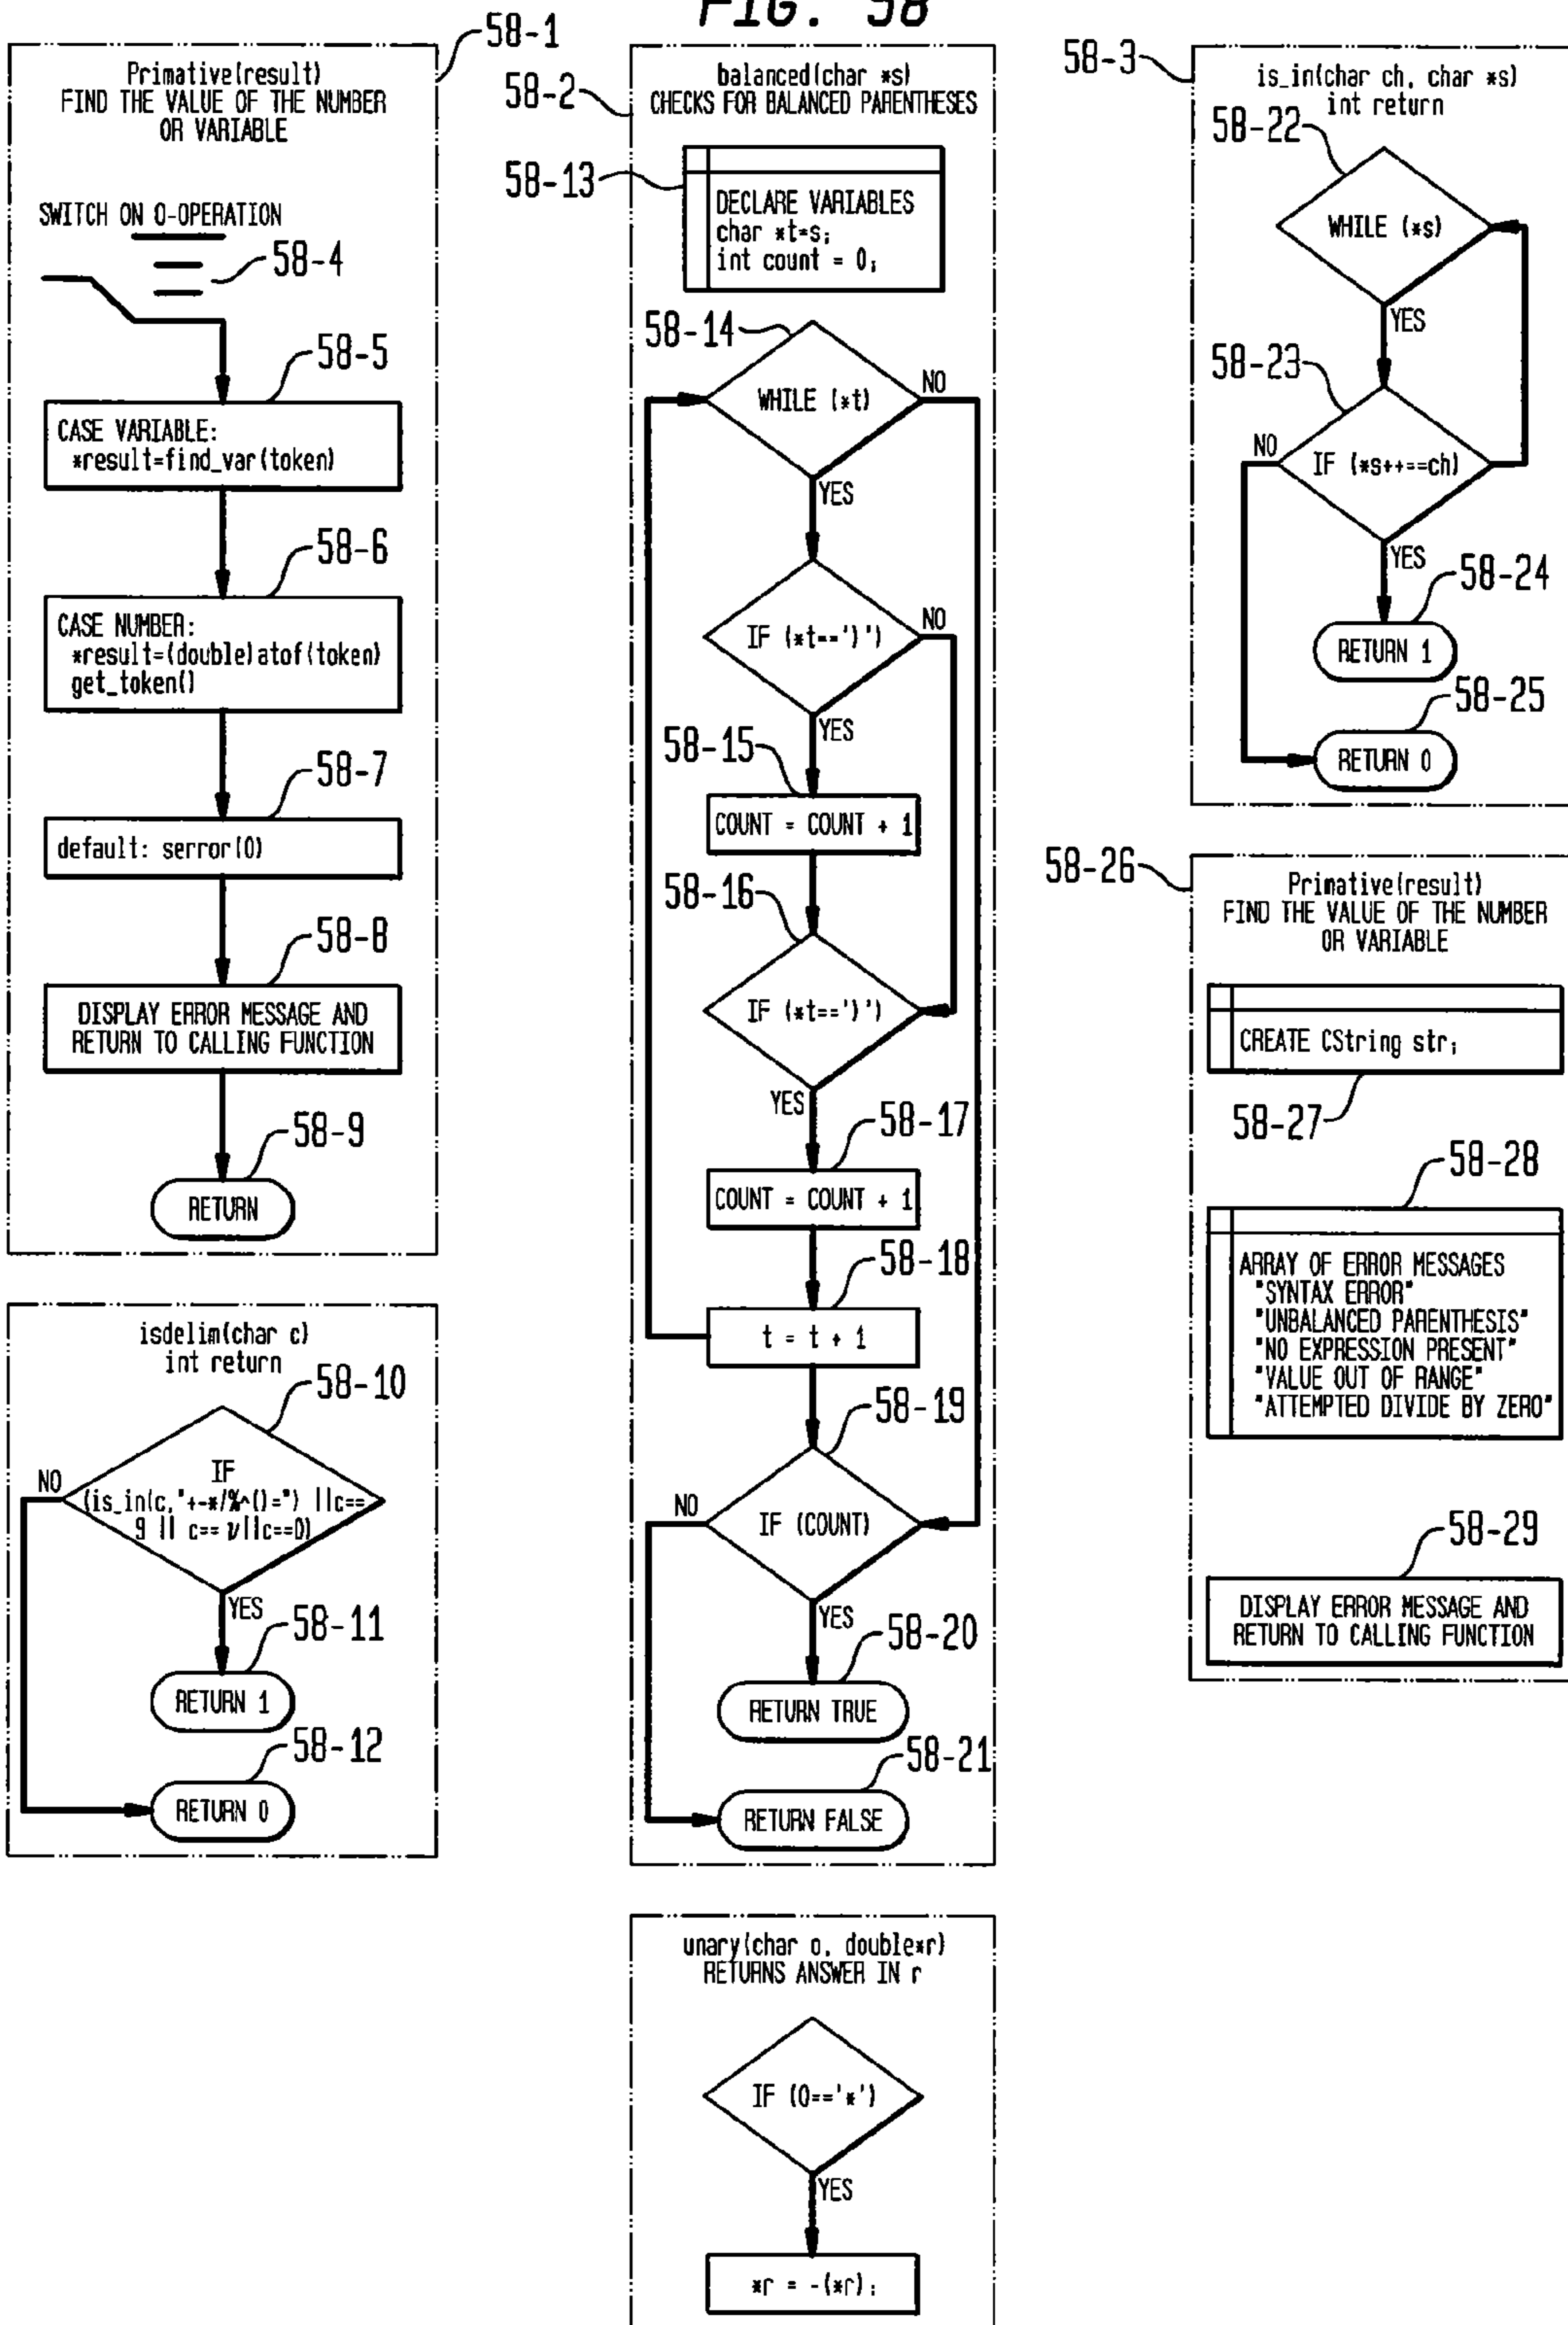 FIG. 58
58-1
Primative(result)
FIND THE VALUE OF THE NUMBER
OR VARIABLE
SWITCH ON O-OPERATION
58-4
58-5
CASE VARIABLE:
*result=find_var(token)
58-6
CASE NUMBER:
*result=(double)atof(token)
get_token()
58-7
default: serror(0)
58-8
DISPLAY ERROR MESSAGE AND
RETURN TO CALLING FUNCTION
58-9
RETURN
isdelim(char c)
int return
58-10
IF
(is_in(c,"+-*/%^()=") ||c==
9 || c== ||c==0)
NO
YES
58-11
RETURN 1
58-12
RETURN 0
58-2
balanced(char *s)
CHECKS FOR BALANCED PARENTHESES
58-13
DECLARE VARIABLES
char *t=s;
int count = 0;
58-14
WHILE (*t)
NO
YES
IF (*t==')')
NO
YES
58-15
COUNT = COUNT + 1
58-16
IF (*t==')')
YES
58-17
COUNT = COUNT + 1
58-18
t = t + 1
58-19
IF (COUNT)
NO
YES
58-20
RETURN TRUE
58-21
RETURN FALSE
unary(char o, double*r)
RETURNS ANSWER IN r
IF (O=='*')
YES
*r = -(*r);
58-3
is_in(char ch, char *s)
int return
58-22
WHILE (*s)
YES
58-23
NO
IF (*s++==ch)
YES
58-24
RETURN 1
58-25
RETURN 0
58-26
Primative(result)
FIND THE VALUE OF THE NUMBER
OR VARIABLE
CREATE CString str;
58-27
58-28
ARRAY OF ERROR MESSAGES
"SYNTAX ERROR"
"UNBALANCED PARENTHESIS"
"NO EXPRESSION PRESENT"
"VALUE OUT OF RANGE"
"ATTEMPTED DIVIDE BY ZERO"
58-29
DISPLAY ERROR MESSAGE AND
RETURN TO CALLING FUNCTION